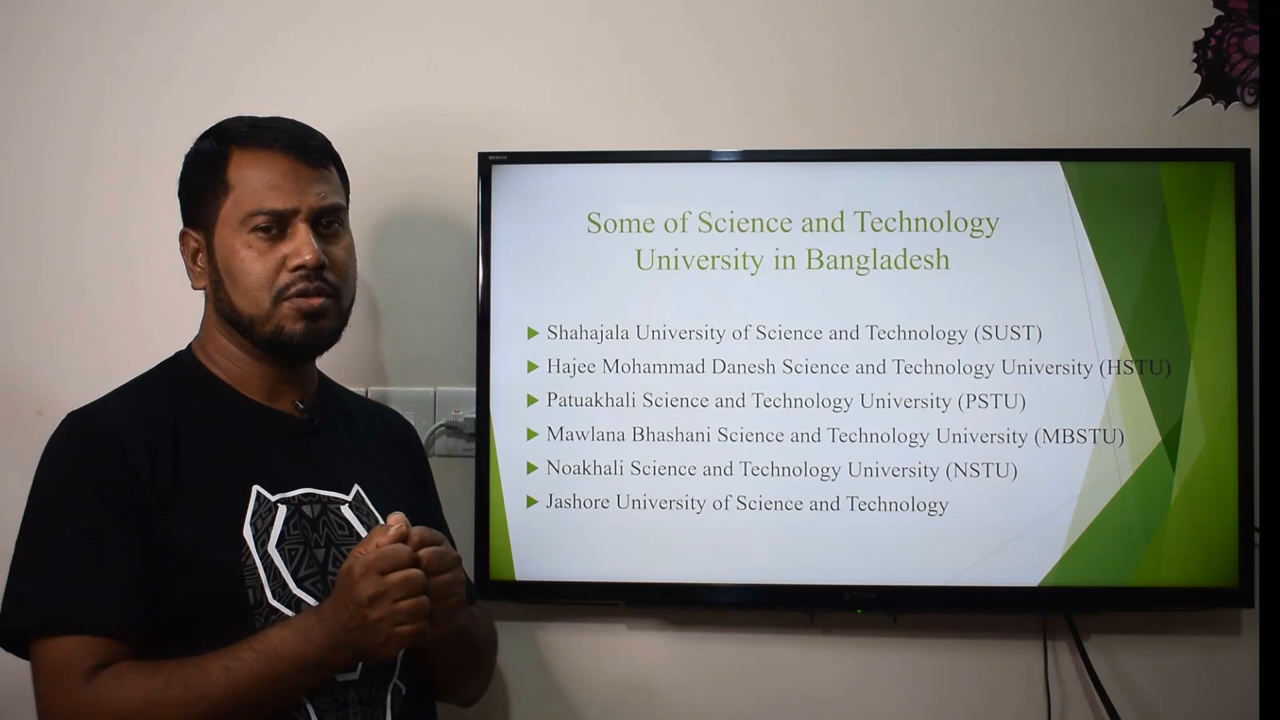 Some of Science and Technology
University in Bangladesh
Shahajala University of Science and Technology (SUST)
Hajee Mohammad Danesh Science and Technology University (HSTU)
Patuakhali Science and Technology University (PSTU)
Mawlana Bhashani Science and Technology University (MBSTU)
Noakhali Science and Technology University (NSTU)
Jashore University of Science and Technology